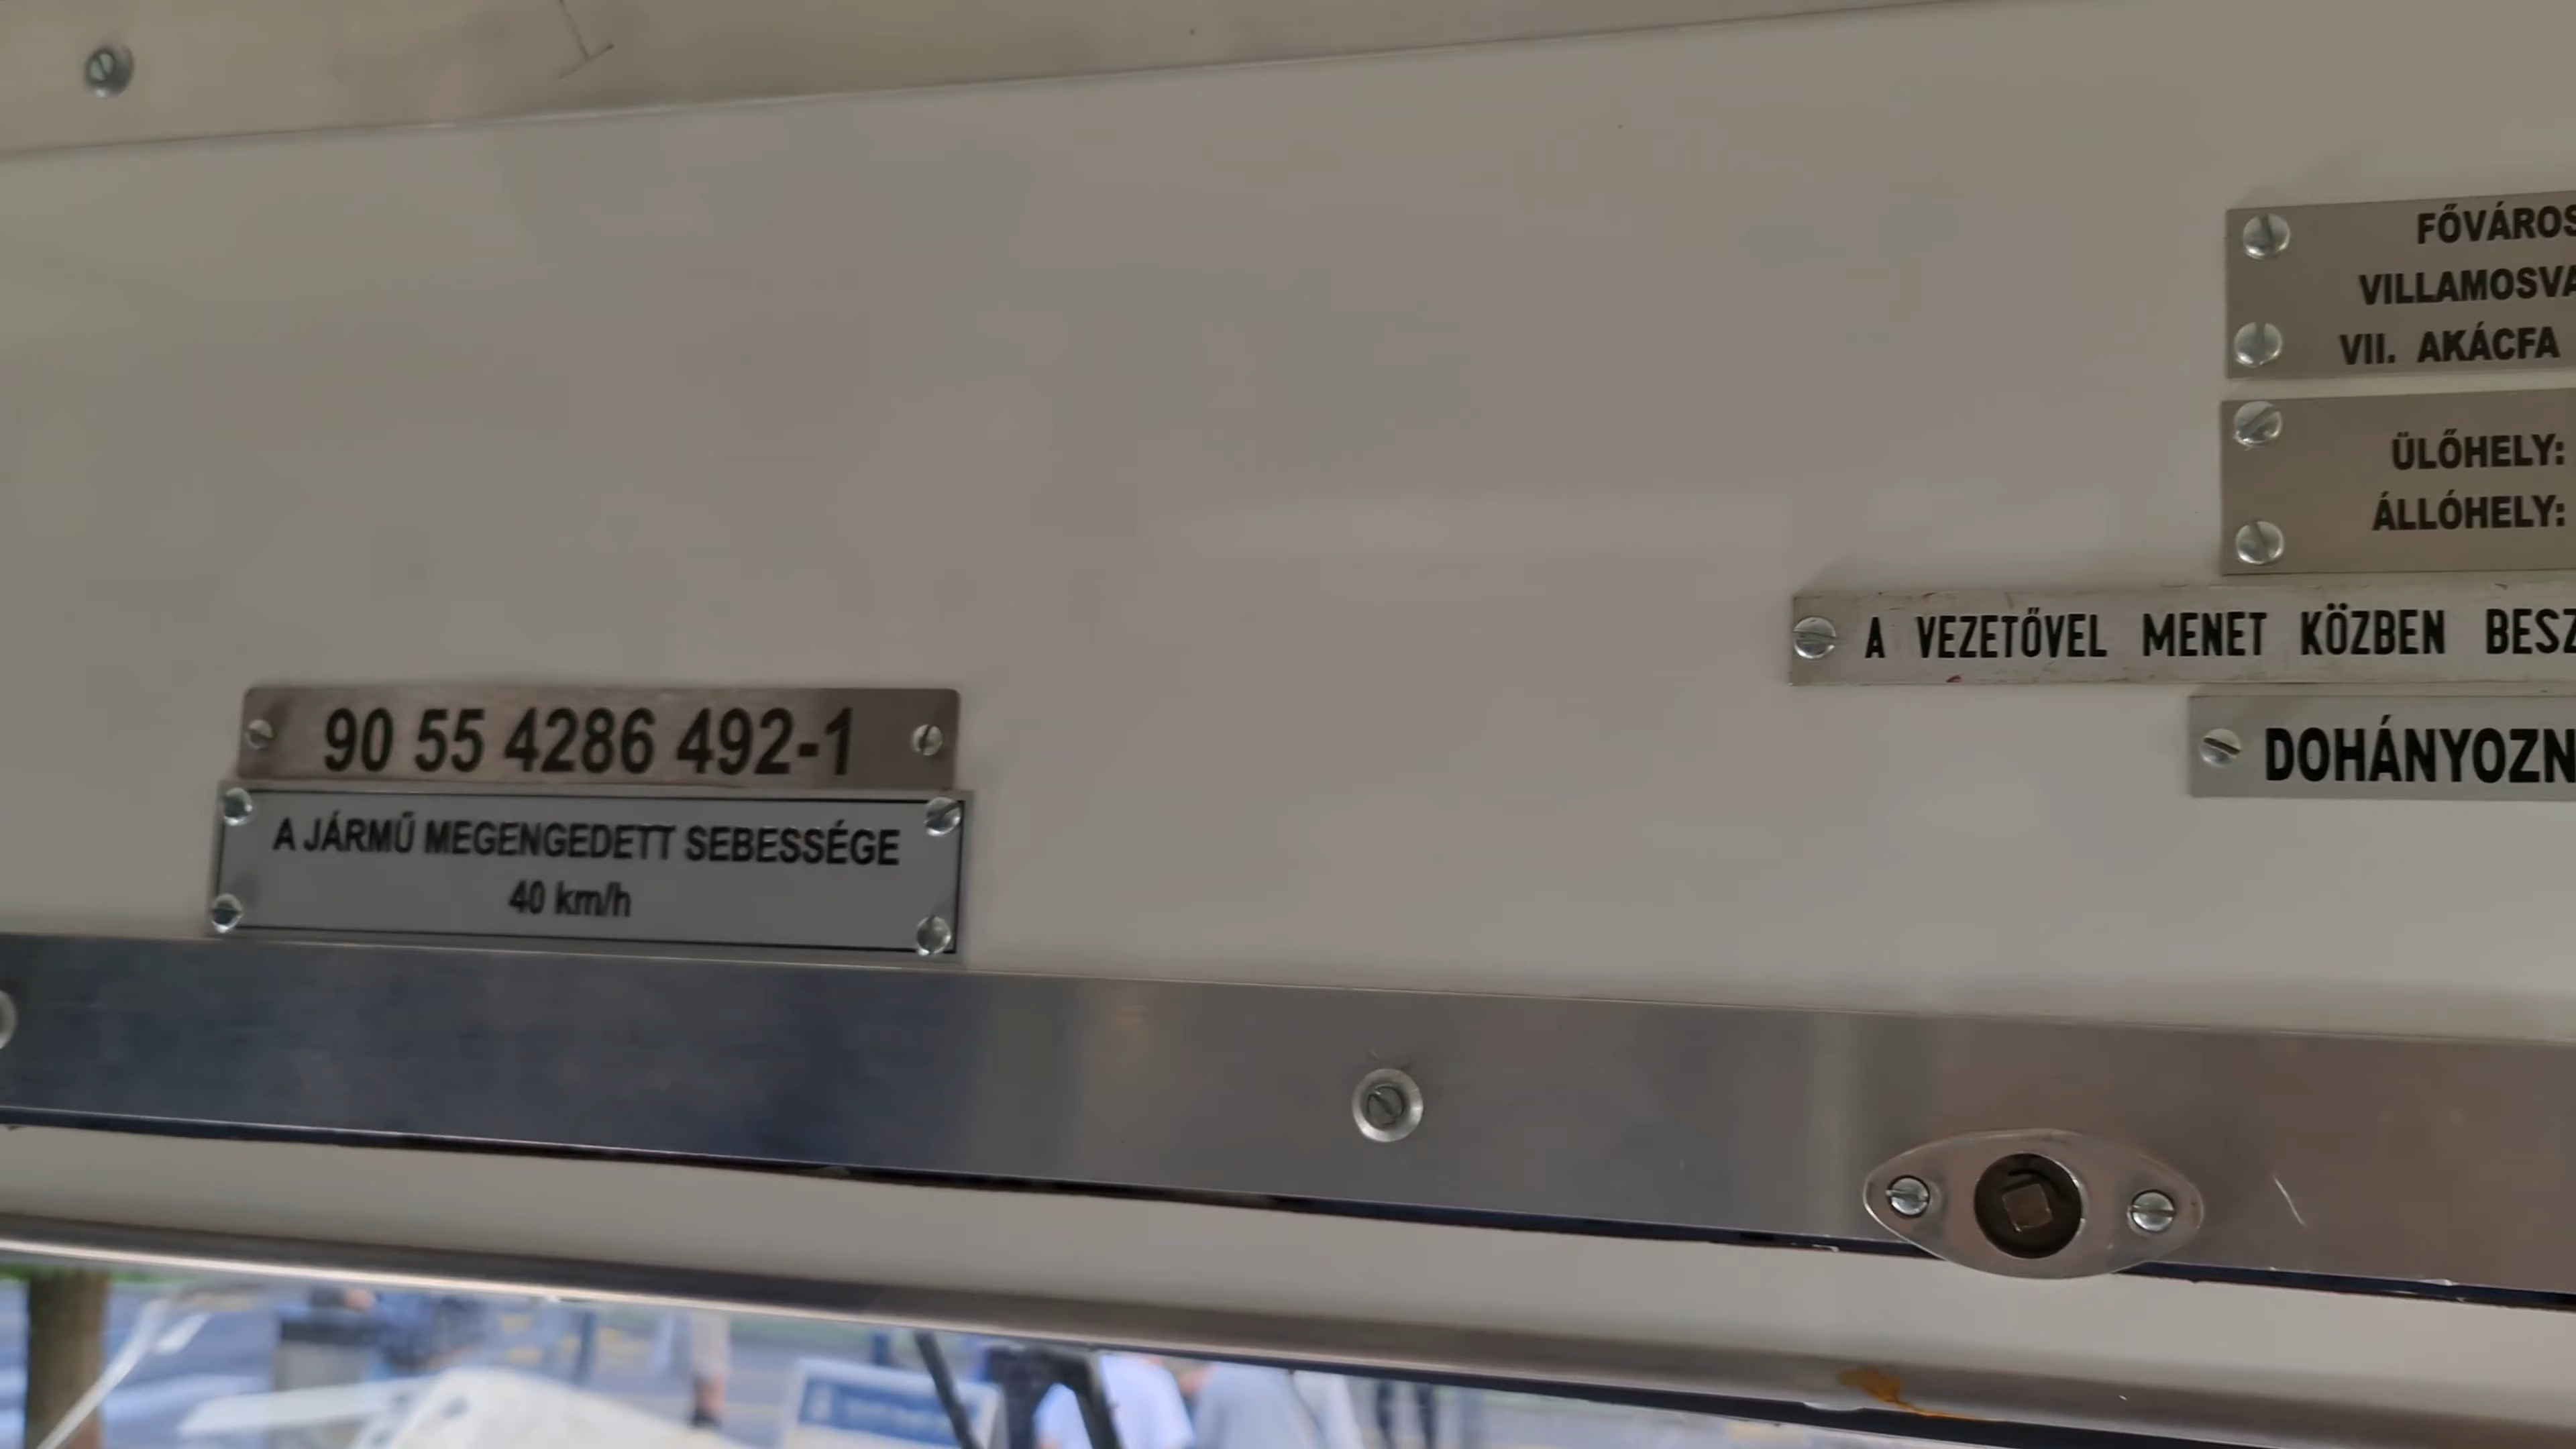 FŐVÁROS
VILLAMOSVA
VII. AKÁCFA
ÜLŐHELY:
ÁLLÓHELY:
A VEZETŐVEL MENET KÖZBEN BESZ
DOHÁNYOZN
90 55 4286 492-1
A JÁRMŰ MEGENGEDETT SEBESSÉGE
40 km/h